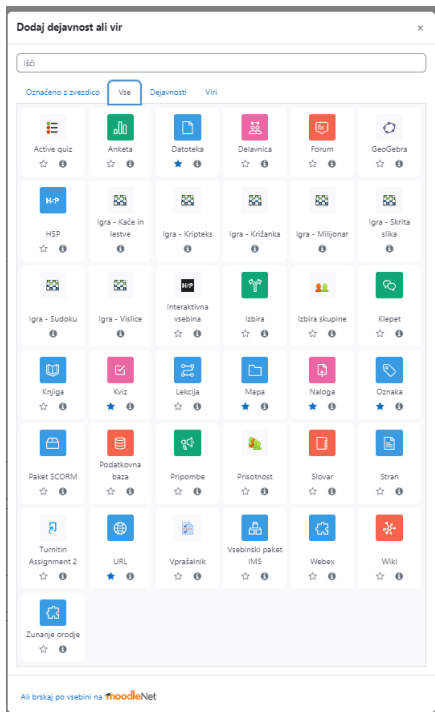 Dodaj dejavnost ali vir
×
Išči
Označeno z zvezdico Vse Dejavnosti Viri
Active quiz Anketa Datoteka Delavnica Forum GeoGebra
H5P
H5P Igra - Kače in
lestve Igra - Kripteks Igra - Križanka Igra - Milijonar Igra - Skrita
slika
H5P
Igra - Sudoku Igra - Vislice Interaktivna
vsebina Izbira Izbira skupine Klepet
Knjiga Kviz Lekcija Mapa Naloga Oznaka
Paket SCORM Podatkovna
baza Pripombe Prisotnost Slovar Stran
Turnitin
Assignment 2 URL Vprašalnik Vsebinski paket
IMS Webex Wiki
Zunanje orodje
Ali brskaj po vsebini na moodleNet